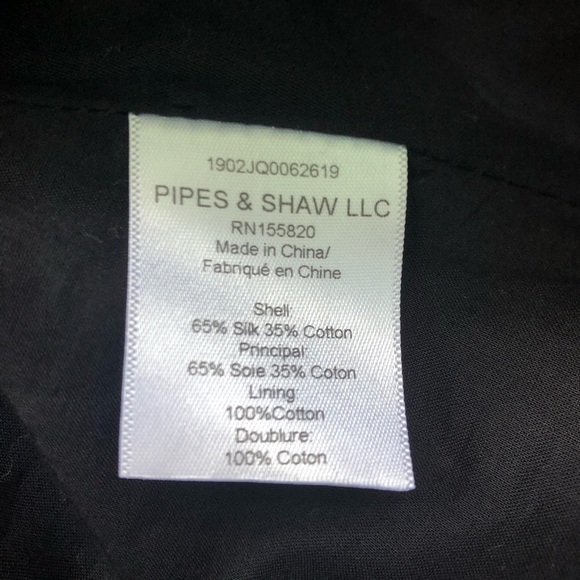 1902JQ0062619
PIPES & SHAW LLC
RN155820
Made in China/
Fabriqué en Chine
Shell:
65% Silk 35% Cotton
Principal:
65% Soie 35% Coton
Lining:
100%Cotton
Doublure:
100% Coton